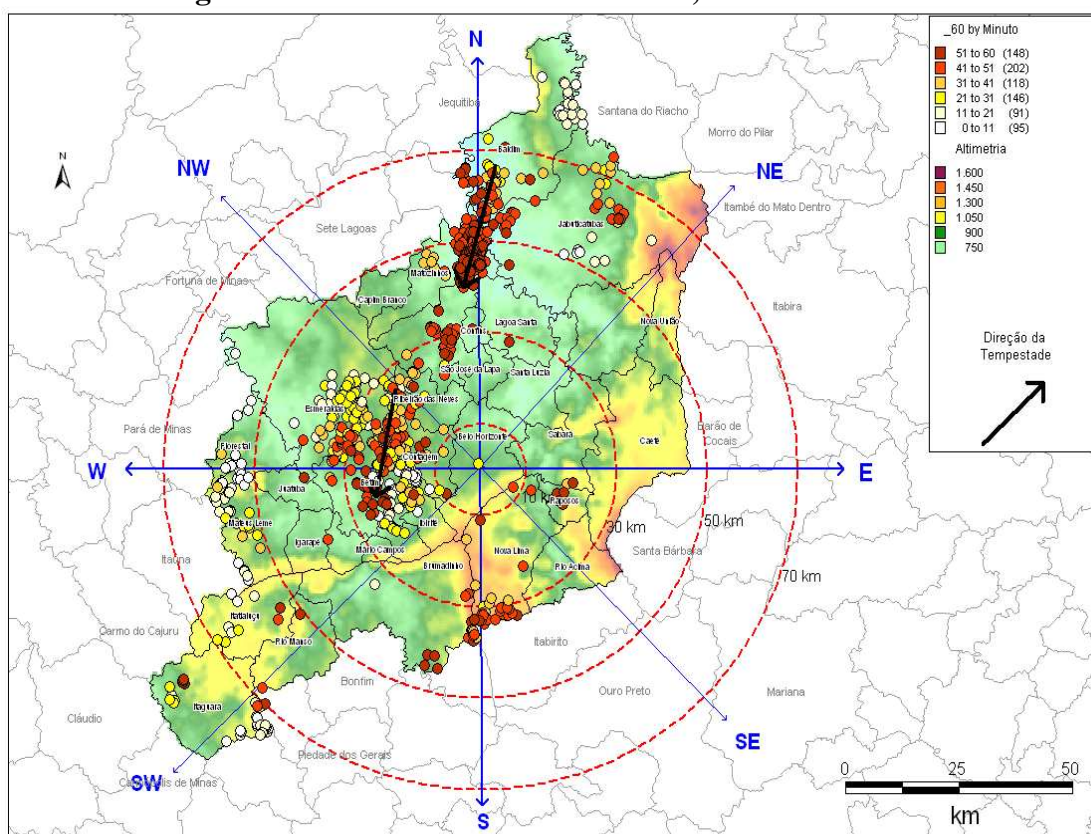 N
_60 by Minuto
51 to 60 (148)
41 to 51 (202)
31 to 41 (118)
21 to 31 (146)
11 to 21 (91)
0 to 11 (95)
Altimetria
1.600
1.450
1.300
1.050
900
750
Direção da
Tempestade
Jequitibá
Santana do Riacho
Morro do Pilar
Baldim
N
NW
NE
Itambé do Mato Dentro
Sete Lagoas
Jaboticatubas
Matozinhos
Fortuna de Minas
Capim Branco
Itabira
Confins
Lagoa Santa
Nova União
São José da Lapa
Santa Luzia
Ribeirão das Neves
Esmeraldas
Pará de Minas
Belo Horizonte
Sabará
Caeté
Barão de
Cocais
Florestal
Contagem
W
E
Betim
Juatuba
10 km
Raposos
Mateus Leme
Ibirité
30 km
50 km
Igarapé
Mário Campos
Nova Lima
Santa Bárbara
Itaúna
Brumadinho
Rio Acima
70 km
Itatiaiuçu
Carmo do Cajuru
Rio Manso
Itabirito
Bonfim
Ouro Preto
Mariana
Itaguara
Cláudio
SE
Piedade dos Gerais
SW
de Minas
S
0 25 50
km